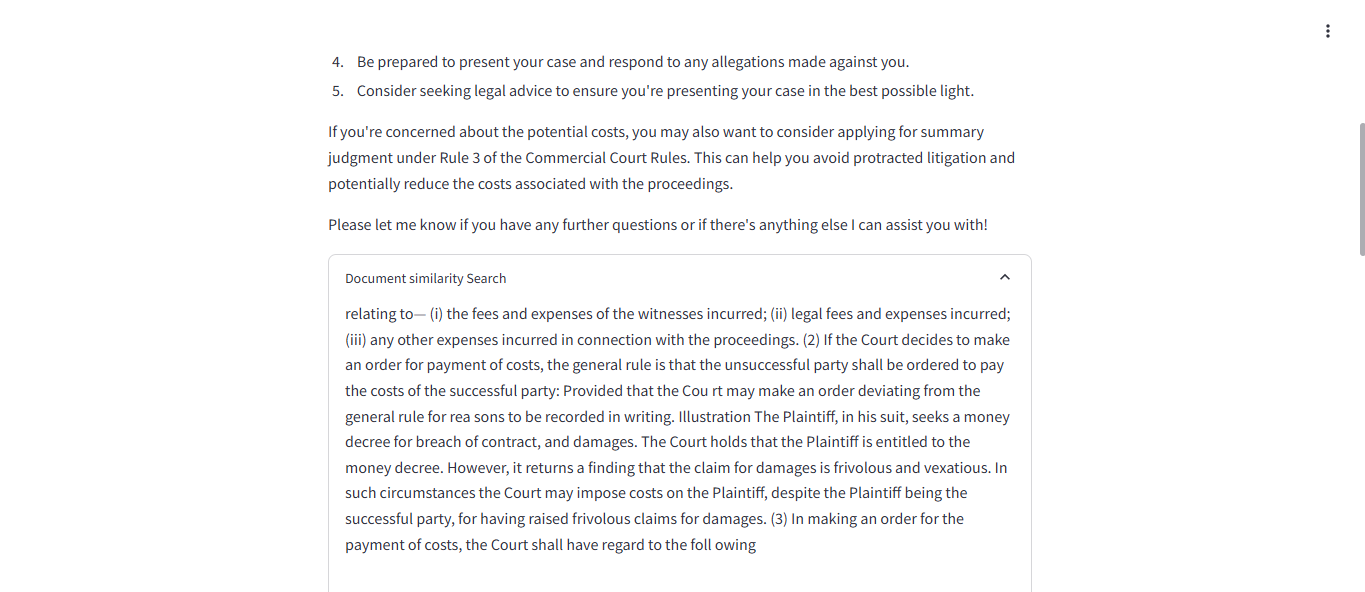 4. Be prepared to present your case and respond to any allegations made against you.
5. Consider seeking legal advice to ensure you're presenting your case in the best possible light.
If you're concerned about the potential costs, you may also want to consider applying for summary
judgment under Rule 3 of the Commercial Court Rules. This can help you avoid protracted litigation and
potentially reduce the costs associated with the proceedings.
Please let me know if you have any further questions or if there's anything else I can assist you with!
Document similarity Search
relating to— (i) the fees and expenses of the witnesses incurred; (ii) legal fees and expenses incurred;
(iii) any other expenses incurred in connection with the proceedings. (2) If the Court decides to make
an order for payment of costs, the general rule is that the unsuccessful party shall be ordered to pay
the costs of the successful party: Provided that the Cou rt may make an order deviating from the
general rule for rea sons to be recorded in writing. Illustration The Plaintiff, in his suit, seeks a money
decree for breach of contract, and damages. The Court holds that the Plaintiff is entitled to the
money decree. However, it returns a finding that the claim for damages is frivolous and vexatious. In
such circumstances the Court may impose costs on the Plaintiff, despite the Plaintiff being the
successful party, for having raised frivolous claims for damages. (3) In making an order for the
payment of costs, the Court shall have regard to the foll owing